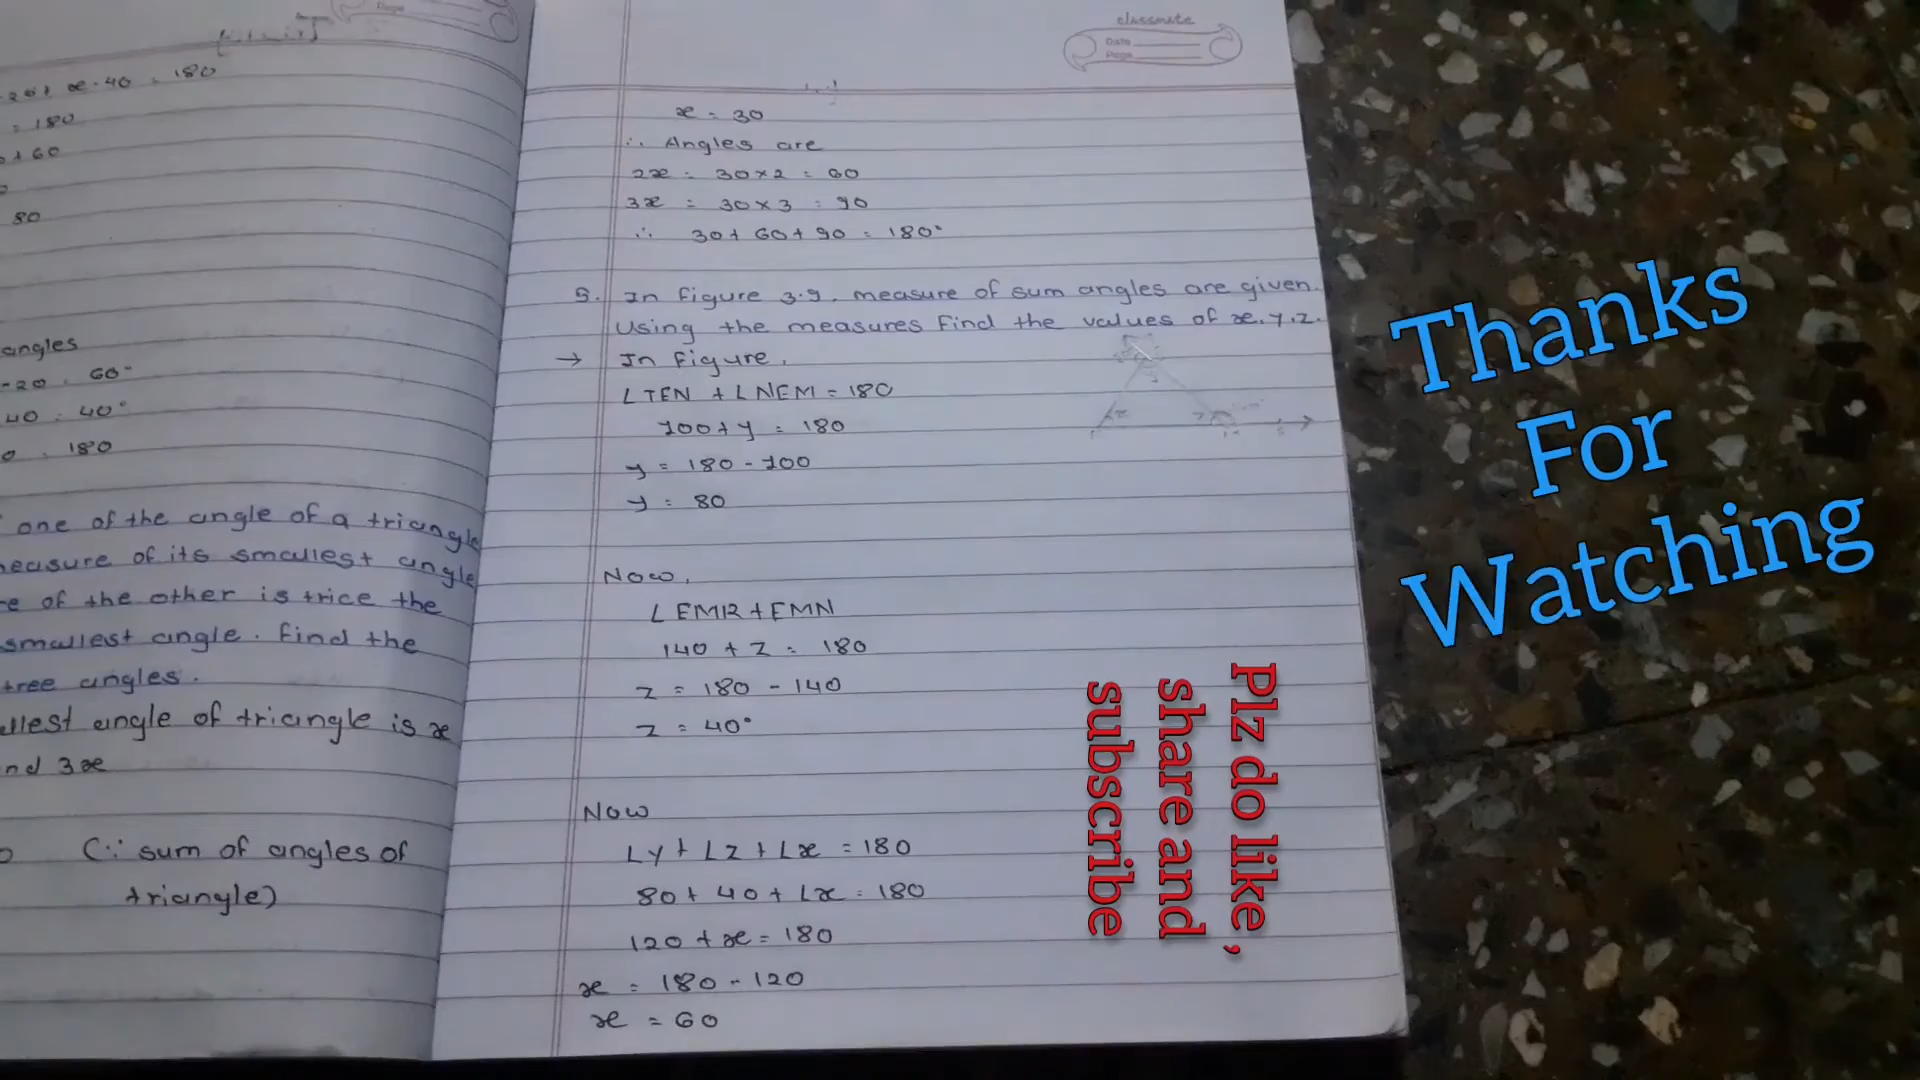 = 180
80
angles
40 = 40°
180
one of the angle of a triangle
measure of its smallest angle
of the other is trice the
smallest angle. Find the
tree angles.
angle of triangle is x
3x
(∵ sum of angles of
triangle)
classmate
Date
Page
x = 30
∴ Angles are
2x = 30×2 = 60
3x = 30×3 = 90
∴ 30+60+90 = 180°
5. In figure 3.9, measure of sum angles are given.
Using the measures find the values of x, y, z.
→ In figure,
∠TEN + ∠NEM = 180
100+y = 180
y = 180 - 100
y = 80
Now,
∠EMR + EMN
140 + z = 180
z = 180 - 140
z = 40°
Now
∠y + ∠z + ∠x = 180
80 + 40 + ∠x = 180
120 + x = 180
x = 180 - 120
x = 60
Thanks
For
Watching
Plz do like,
share and
subscribe